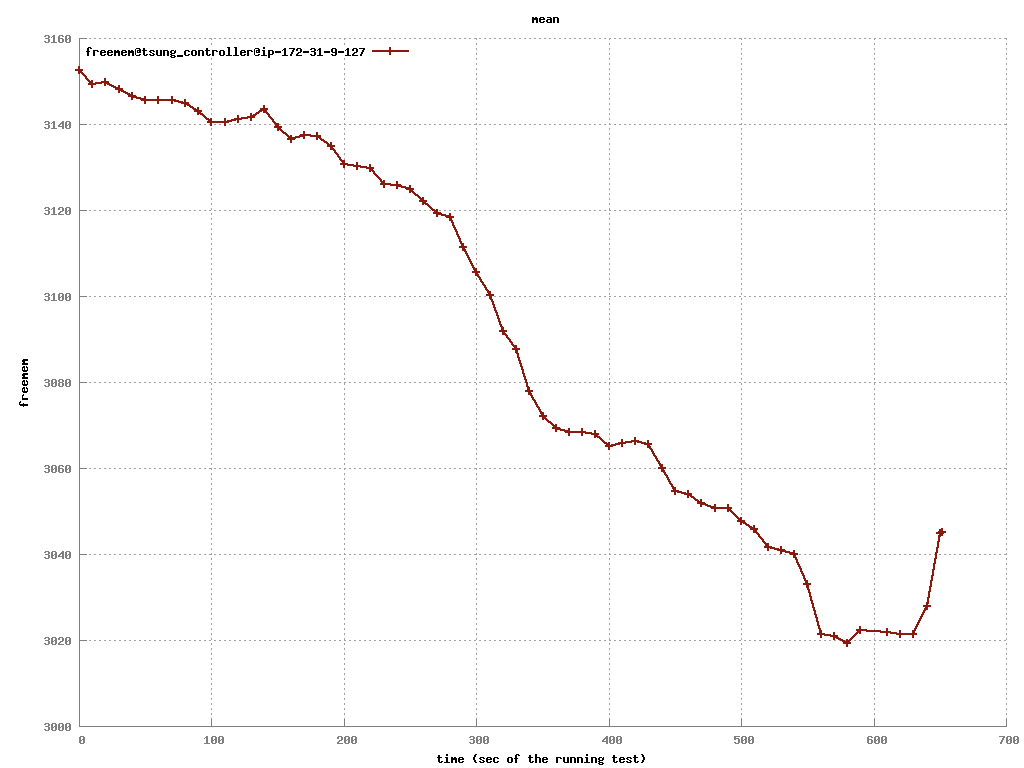 mean
3160
freemem@tsung_controller@ip-172-31-9-127
3140
3120
3100
3080
3060
3040
3020
3000
freemem
0 100 200 300 400 500 600 700
time (sec of the running test)